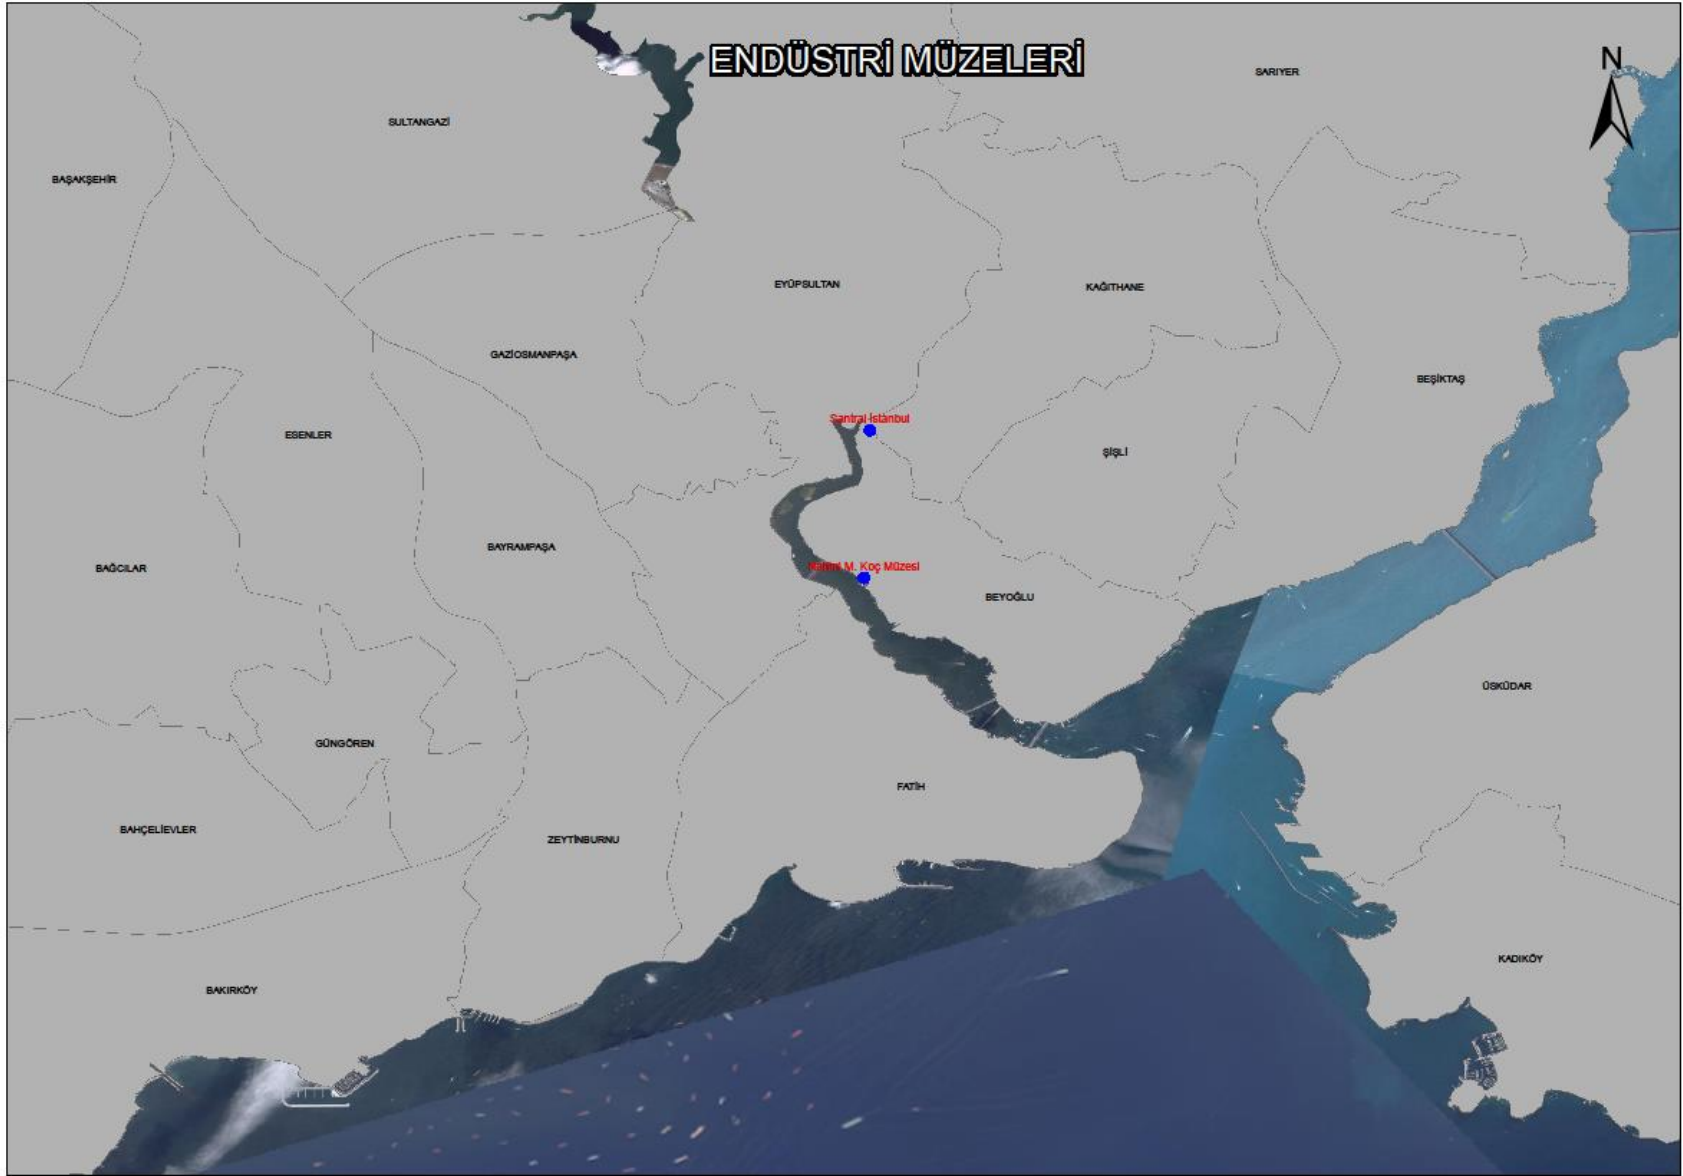 ENDÜSTRİ MÜZELERİ
N
SARIYER
SULTANGAZİ
BAŞAKŞEHİR
EYÜPSULTAN
KAĞITHANE
GAZİOSMANPAŞA
BEŞİKTAŞ
Santral İstanbul
ESENLER
ŞİŞLİ
BAYRAMPAŞA
M. Koç Müzesi
BAĞCILAR
BEYOĞLU
ÜSKÜDAR
GÜNGÖREN
FATİH
BAHÇELİEVLER
ZEYTİNBURNU
KADIKÖY
BAKIRKÖY